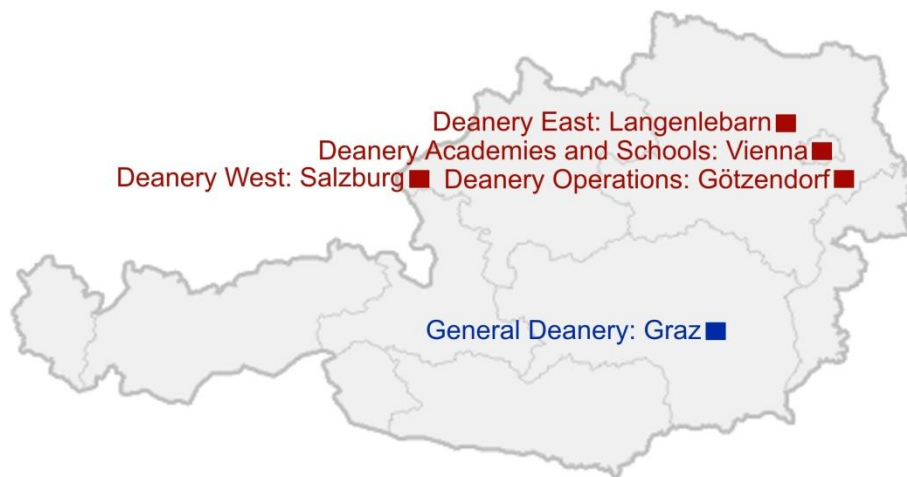 Deanery East: Langenlebarn
Deanery Academies and Schools: Vienna
Deanery West: Salzburg
Deanery Operations: Götzendorf
General Deanery: Graz